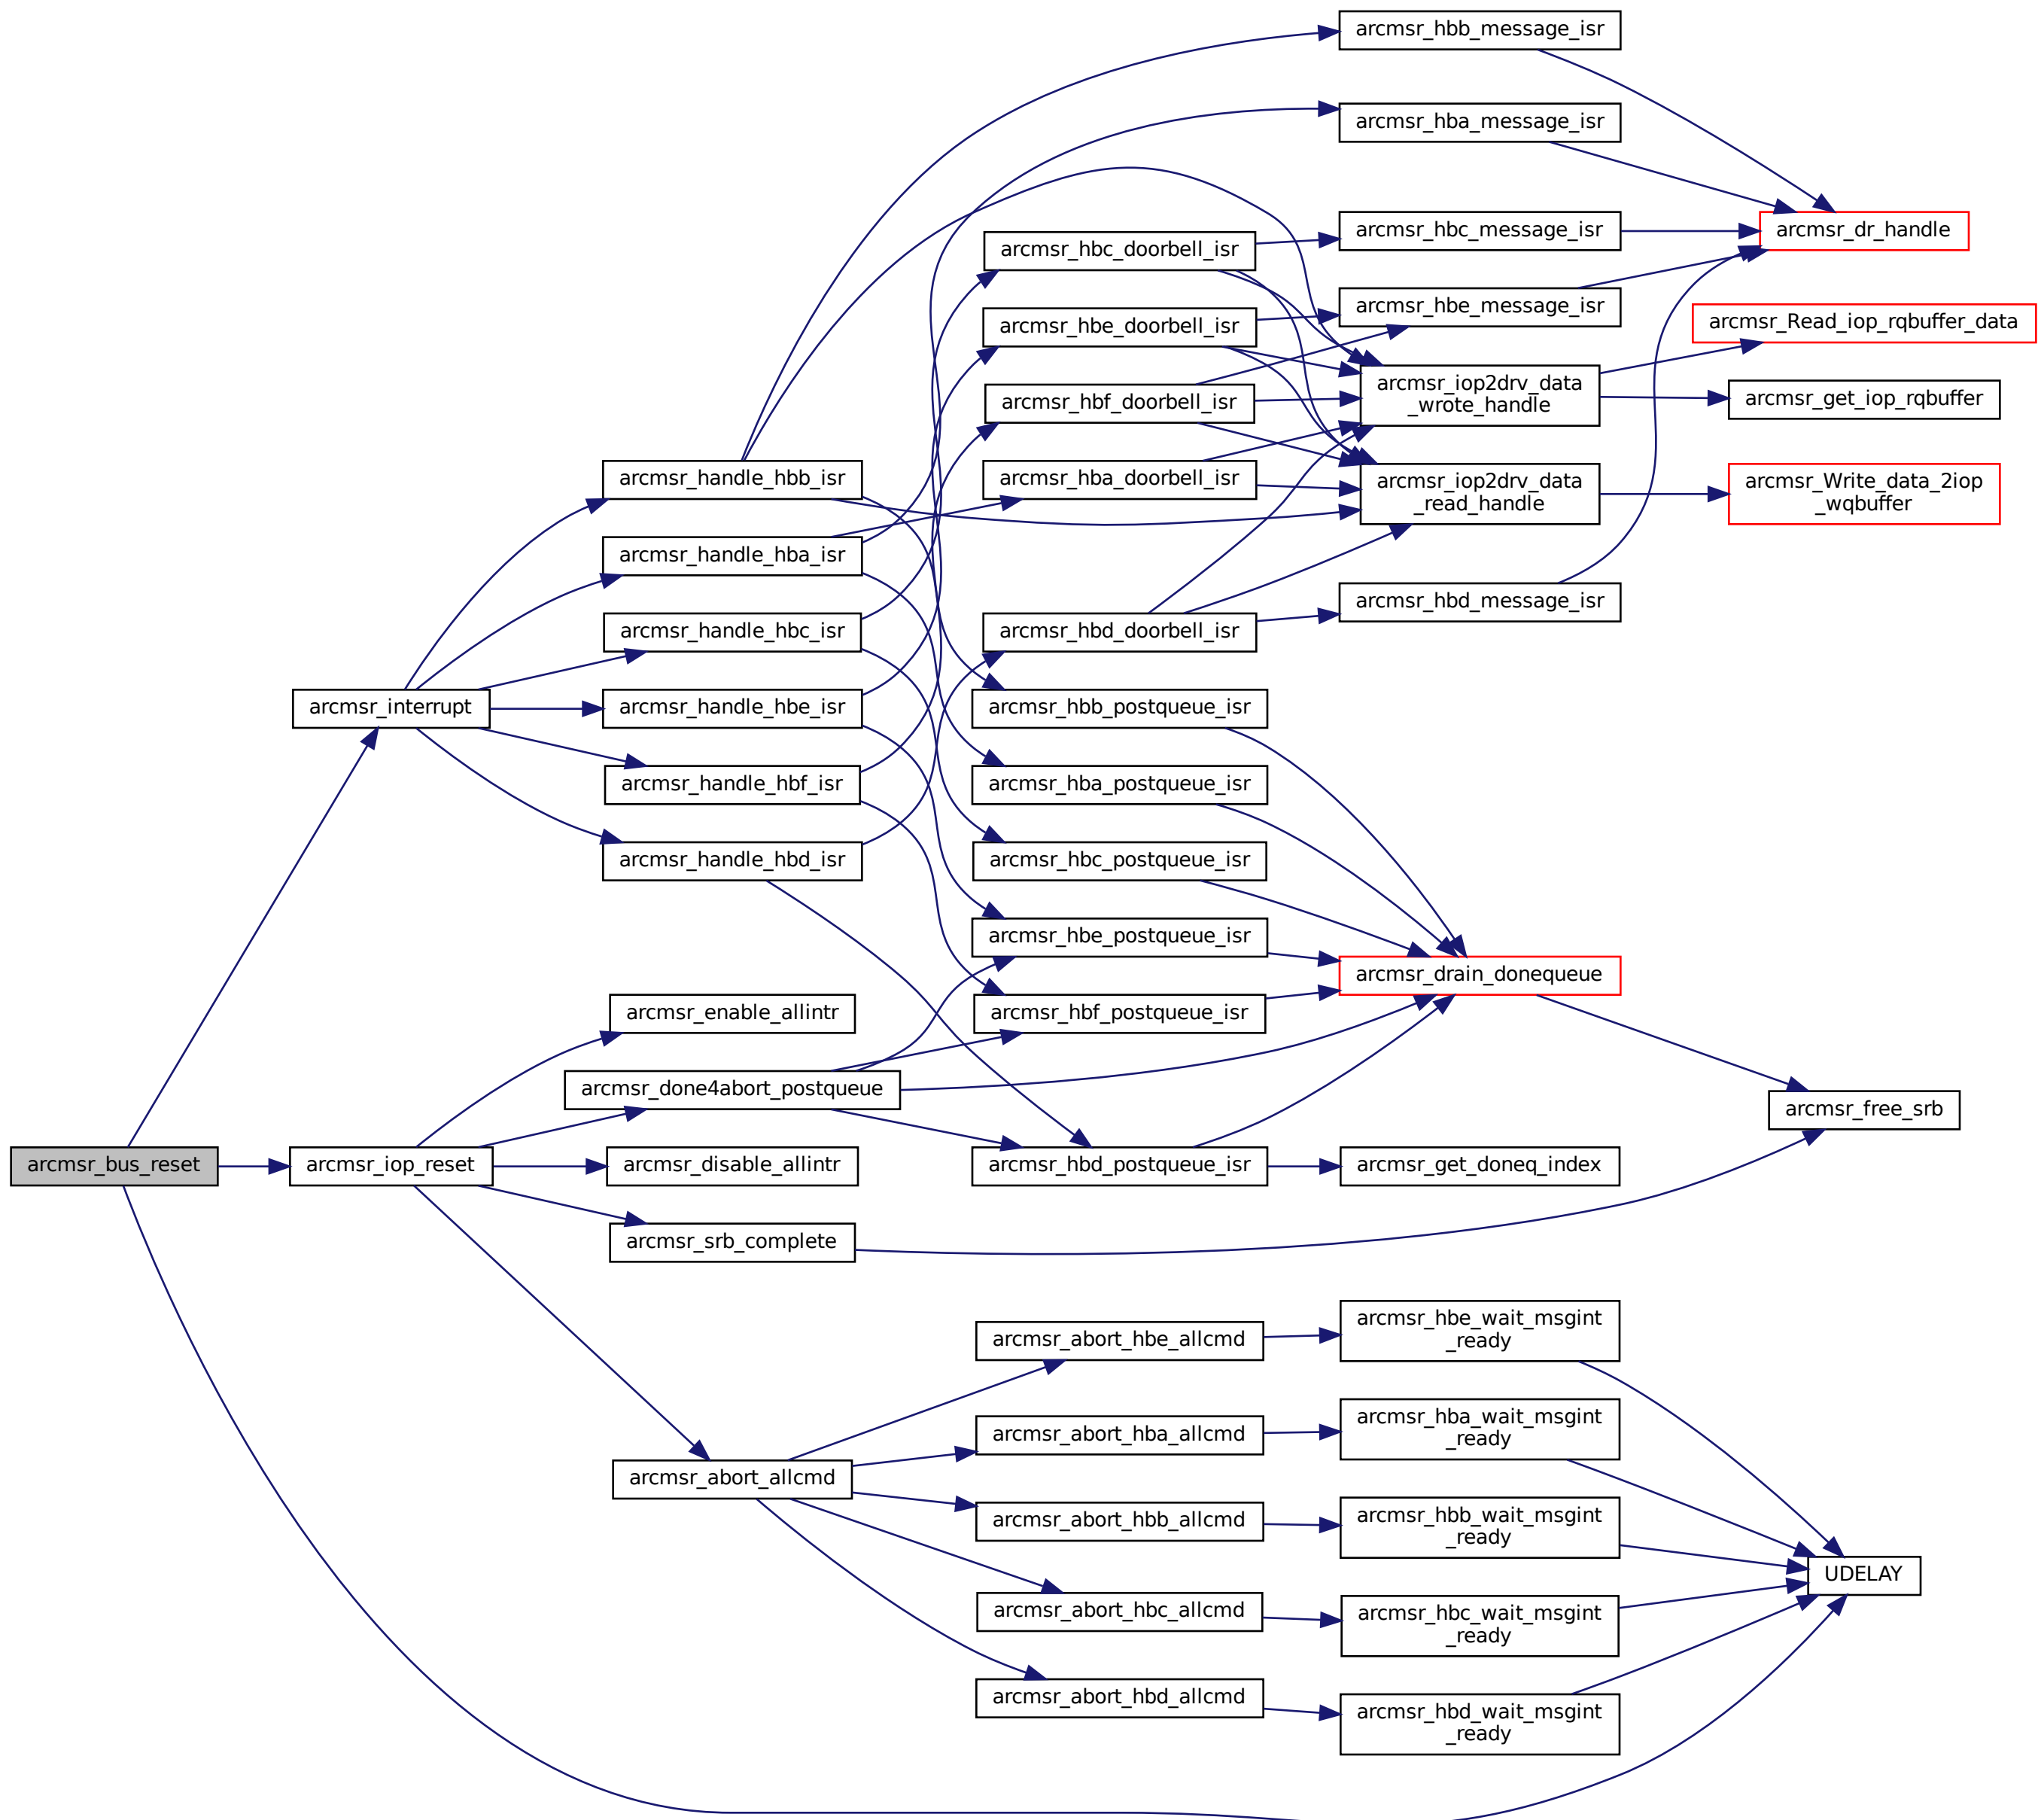 arcmsr_hbb_message_isr
arcmsr_hba_message_isr
arcmsr_hbc_message_isr
arcmsr_dr_handle
arcmsr_hbc_doorbell_isr
arcmsr_hbe_message_isr
arcmsr_Read_iop_rqbuffer_data
arcmsr_hbe_doorbell_isr
arcmsr_iop2drv_data
_wrote_handle
arcmsr_get_iop_rqbuffer
arcmsr_hbf_doorbell_isr
arcmsr_handle_hbb_isr
arcmsr_hba_doorbell_isr
arcmsr_iop2drv_data
_read_handle
arcmsr_Write_data_2iop
_wqbuffer
arcmsr_handle_hba_isr
arcmsr_hbd_message_isr
arcmsr_handle_hbc_isr
arcmsr_hbd_doorbell_isr
arcmsr_interrupt
arcmsr_handle_hbe_isr
arcmsr_hbb_postqueue_isr
arcmsr_handle_hbf_isr
arcmsr_hba_postqueue_isr
arcmsr_handle_hbd_isr
arcmsr_hbc_postqueue_isr
arcmsr_hbe_postqueue_isr
arcmsr_drain_donequeue
arcmsr_enable_allintr
arcmsr_hbf_postqueue_isr
arcmsr_done4abort_postqueue
arcmsr_free_srb
arcmsr_bus_reset
arcmsr_iop_reset
arcmsr_disable_allintr
arcmsr_hbd_postqueue_isr
arcmsr_get_doneq_index
arcmsr_srb_complete
arcmsr_abort_hbe_allcmd
arcmsr_hbe_wait_msgint
_ready
arcmsr_abort_hba_allcmd
arcmsr_hba_wait_msgint
_ready
arcmsr_abort_allcmd
arcmsr_abort_hbb_allcmd
arcmsr_hbb_wait_msgint
_ready
UDELAY
arcmsr_abort_hbc_allcmd
arcmsr_hbc_wait_msgint
_ready
arcmsr_abort_hbd_allcmd
arcmsr_hbd_wait_msgint
_ready